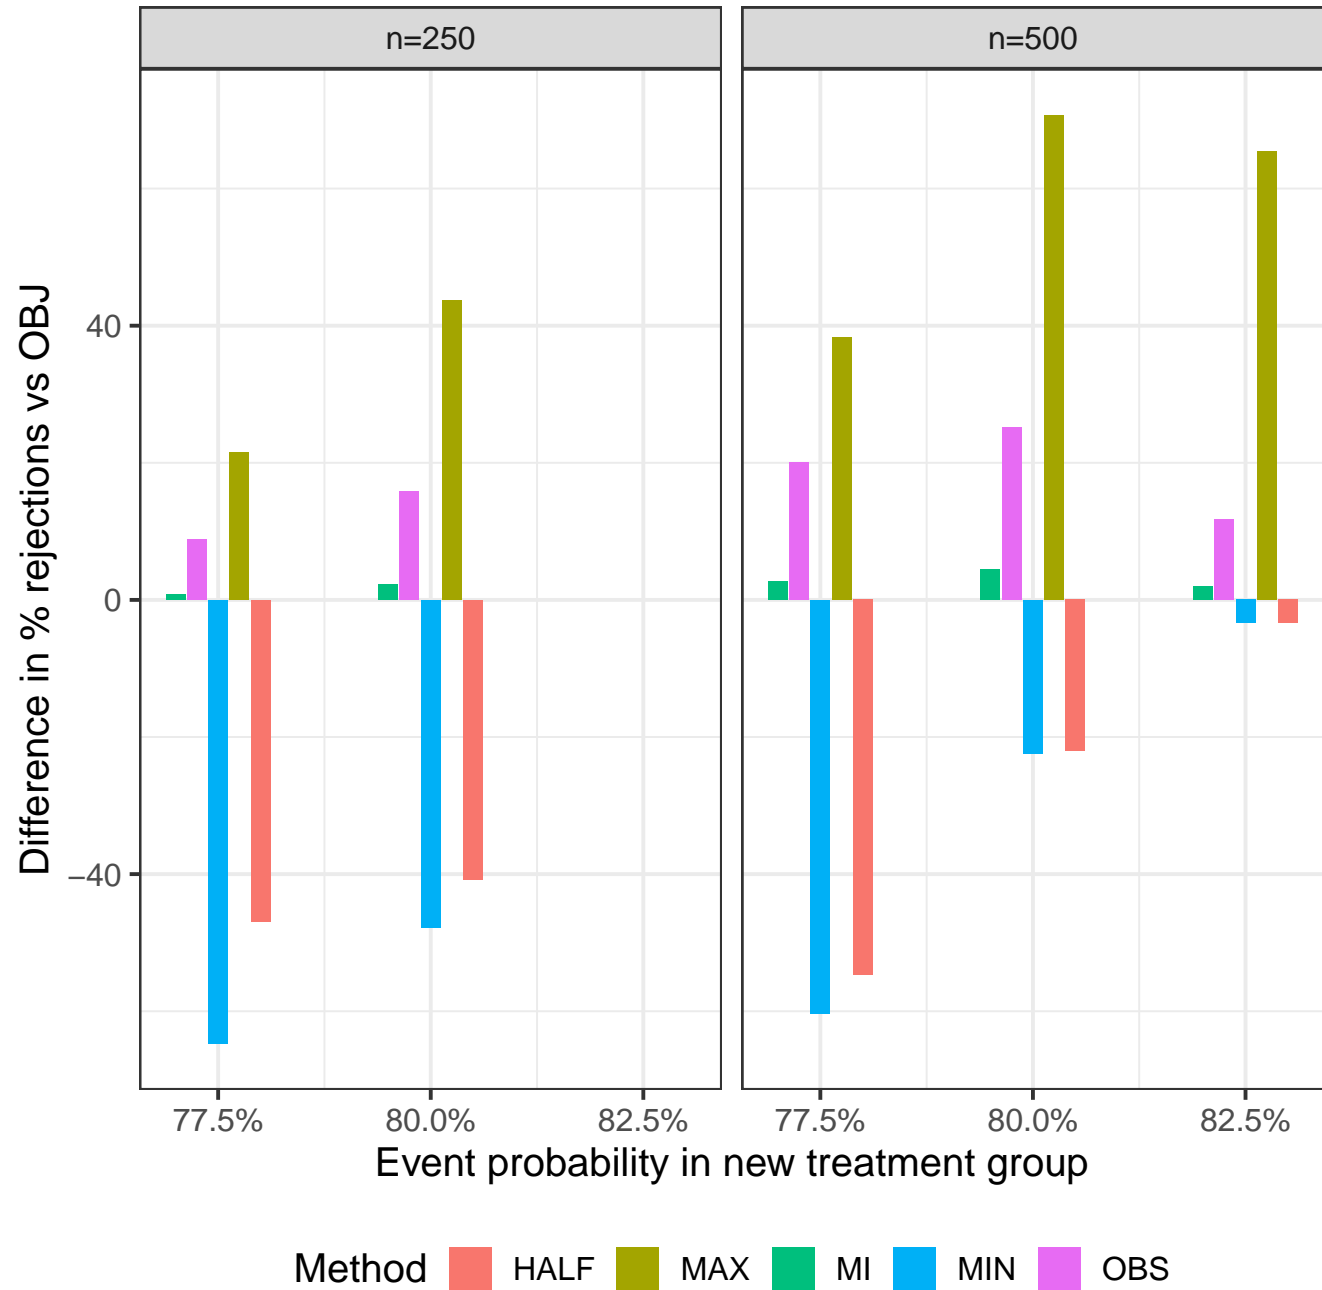 n=250
n=500
Difference in % rejections vs OBJ
40
0
−40
77.5%
80.0%
82.5%
77.5%
80.0%
82.5%
Event probability in new treatment group
Method HALF MAX MI MIN OBS